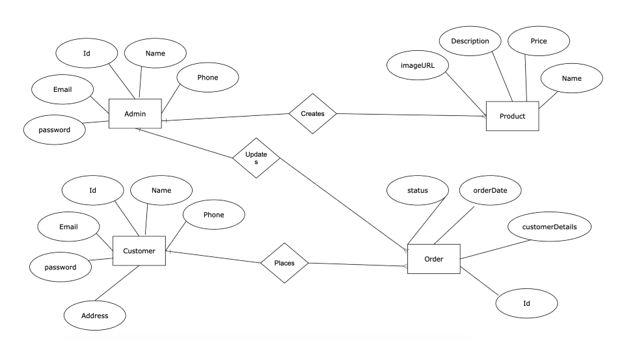 Id
Name
Email
Phone
password
Admin
Creates
imageURL
Description
Price
Name
Product
Update
s
Id
Name
Email
Phone
password
Customer
Address
Places
status
orderDate
customerDetails
Order
Id